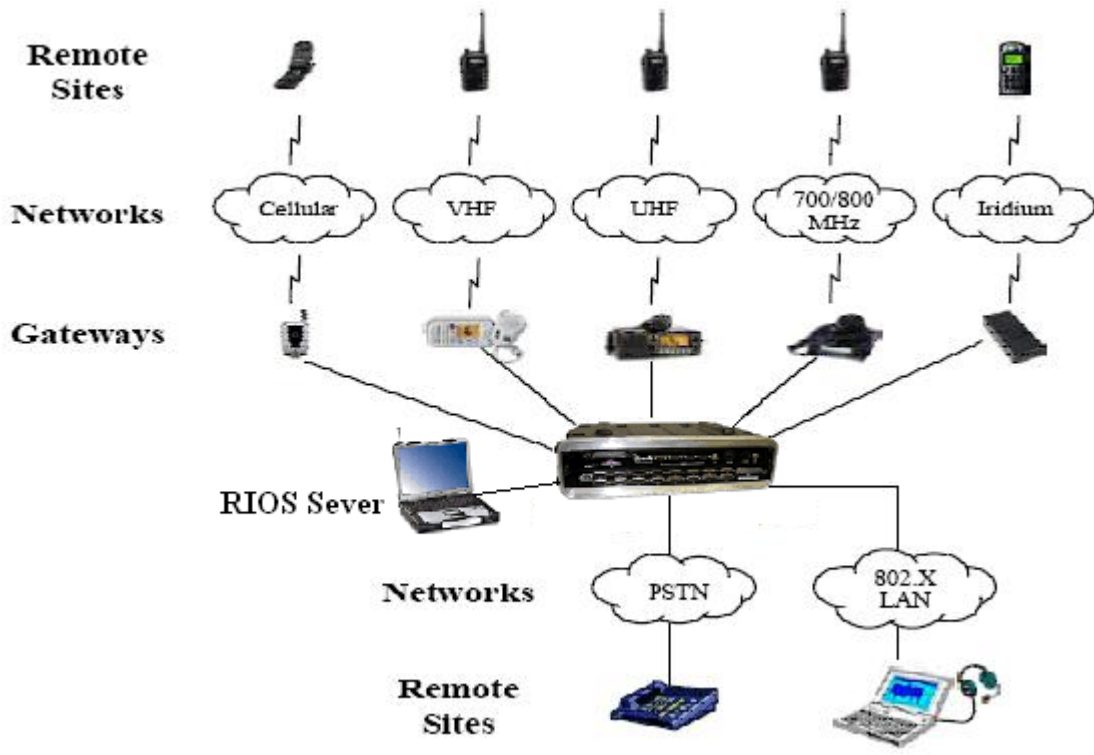 Remote
Sites
Networks
Cellular
VHF
UHF
700/800
MHz
Iridium
Gateways
RIOS Sever
Networks
PSTN
802.X
LAN
Remote
Sites